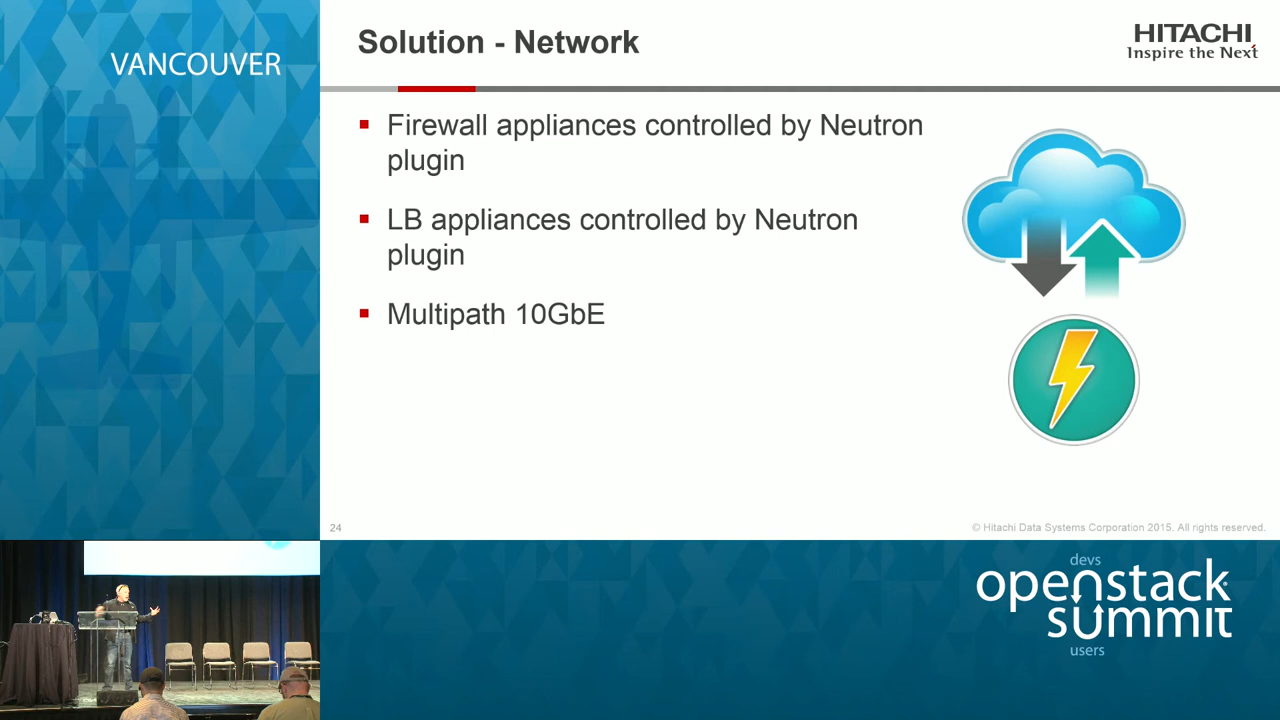 VANCOUVER
Solution - Network
HITACHI
Inspire the Next
Firewall appliances controlled by Neutron
plugin
LB appliances controlled by Neutron
plugin
Multipath 10GbE
24
© Hitachi Data Systems Corporation 2015. All rights reserved.
devs
openstack
summit
users